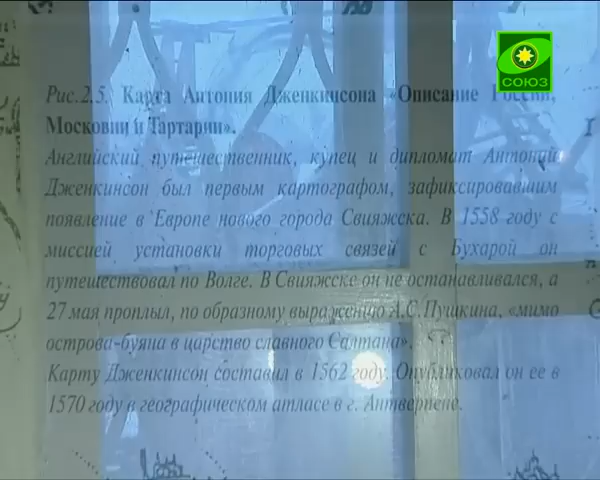 СОЮЗ
Рис.2.5. Карта Антония Дженкинсона «Описание России,
Московии и Тартарии».
Английский путешественник, купец и дипломат Антоний
Дженкинсон был первым картографом, зафиксировавшим
появление в Европе нового города Свияжска. В 1558 году с
миссией установки торговых связей с Бухарой он
путешествовал по Волге. В Свияжске он не останавливался, а
27 мая проплыл, по образному выражению А.С.Пушкина, «мимо
острова-буяна в царство славного Салтана».
Карту Дженкинсон составил в 1562 году. Опубликовал он ее в
1570 году в географическом атласе в г. Антверпене.